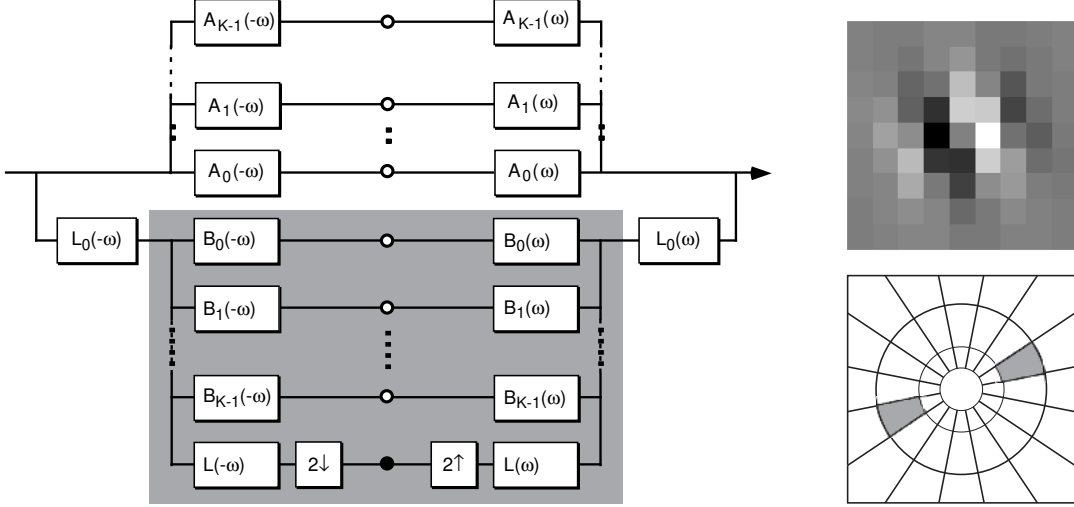 A_{K-1}(-ω) A_{K-1}(ω)
A_1(-ω) A_1(ω)
A_0(-ω) A_0(ω)
L_0(-ω) B_0(-ω) B_0(ω) L_0(ω)
B_1(-ω) B_1(ω)
B_{K-1}(-ω) B_{K-1}(ω)
L(-ω) 2↓ 2↑ L(ω)